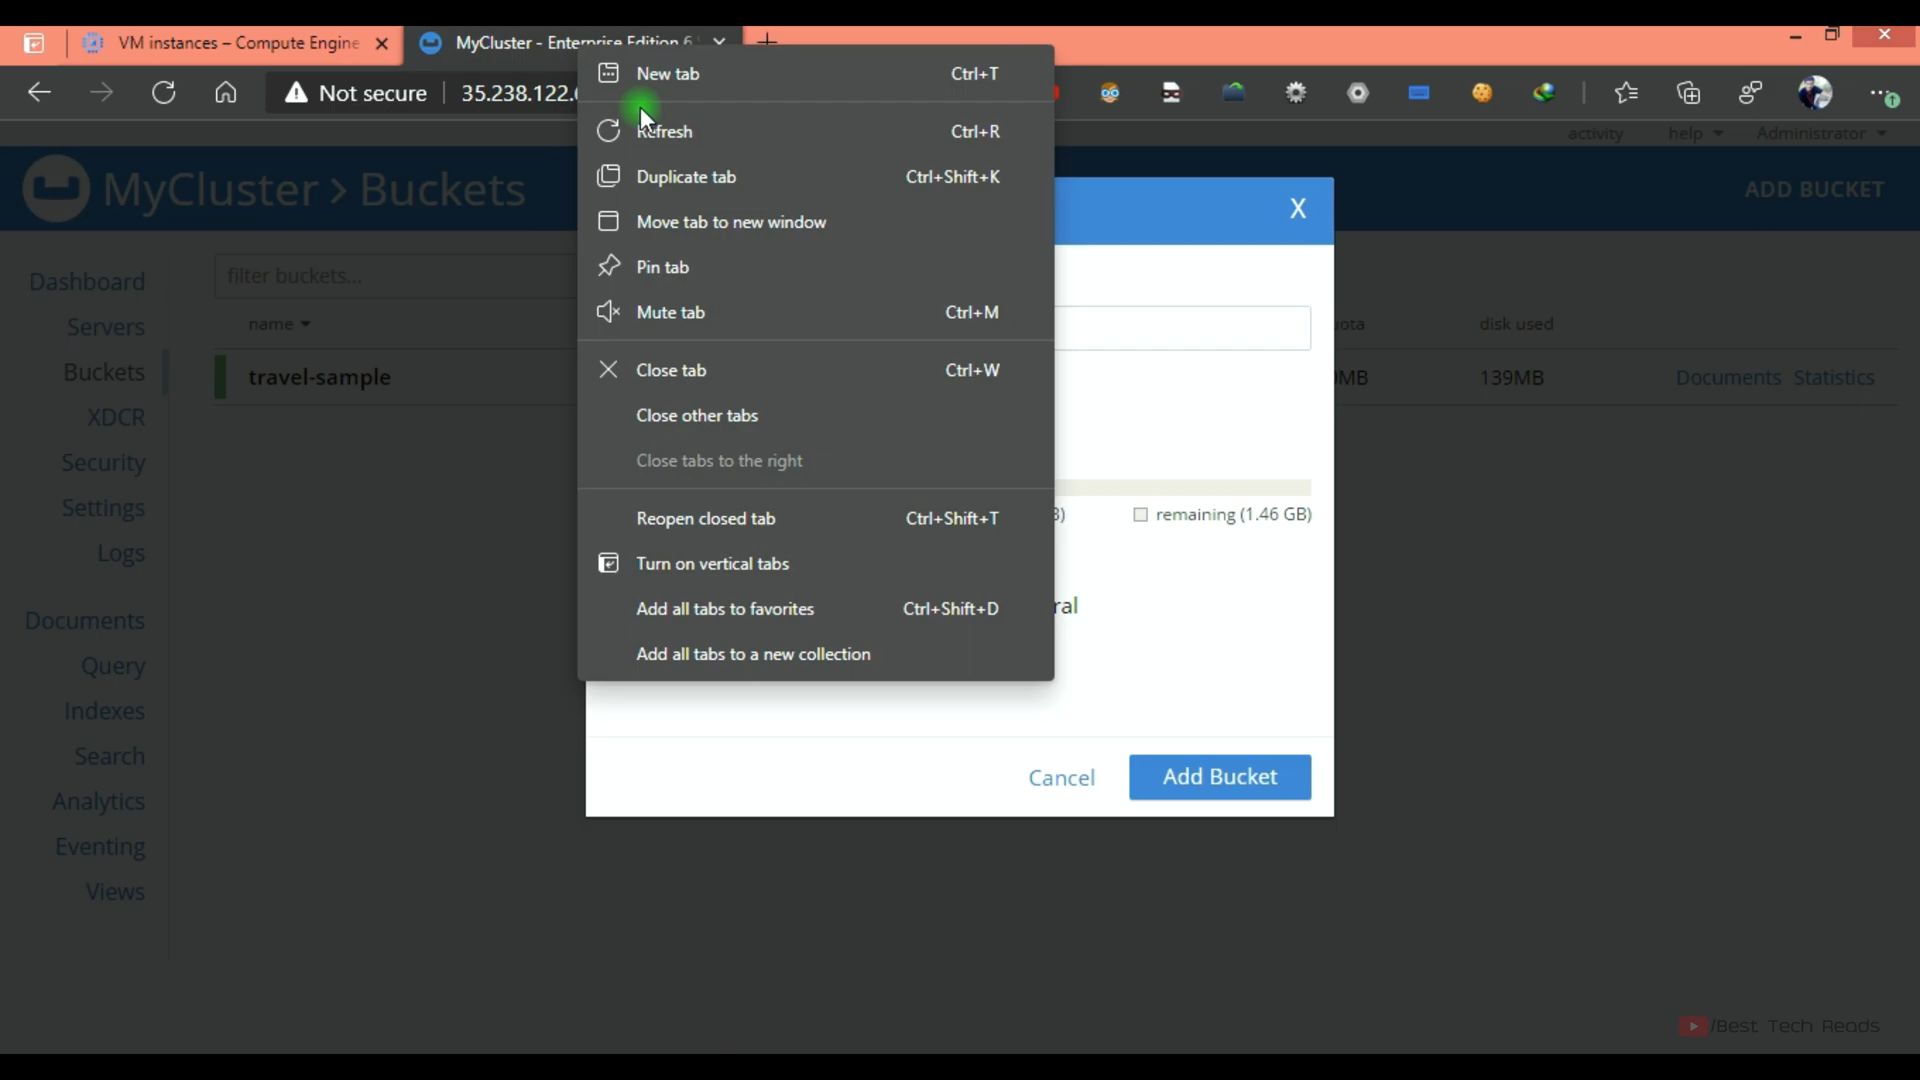 VM instances – Compute Engine
MyCluster - Enterprise Edition 6
Not secure
35.238.122.
New tab Ctrl+T
Refresh Ctrl+R
Duplicate tab Ctrl+Shift+K
Move tab to new window
Pin tab
Mute tab Ctrl+M
Close tab Ctrl+W
Close other tabs
Close tabs to the right
Reopen closed tab Ctrl+Shift+T
Turn on vertical tabs
Add all tabs to favorites Ctrl+Shift+D
Add all tabs to a new collection
activity help Administrator
MyCluster > Buckets
ADD BUCKET
X
Dashboard
Servers
Buckets
XDCR
Security
Settings
Logs
Documents
Query
Indexes
Search
Analytics
Eventing
Views
filter buckets...
name
disk used
travel-sample
MB
139MB
Documents Statistics
remaining (1.46 GB)
ral
Cancel
Add Bucket
/Best Tech Reads